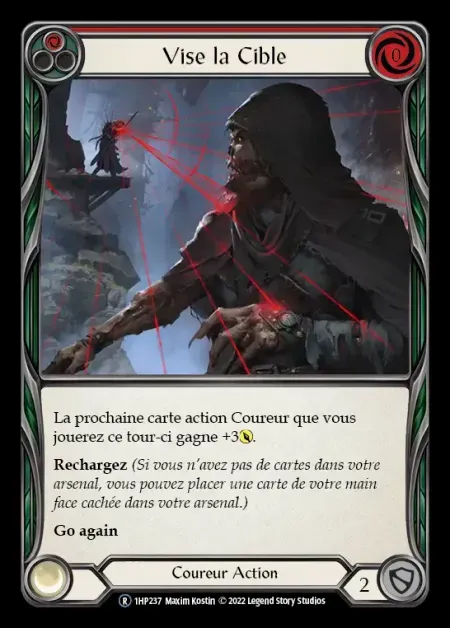 Vise la Cible
0
La prochaine carte action Coureur que vous
jouerez ce tour-ci gagne +3.
Rechargez (Si vous n'avez pas de cartes dans votre
arsenal, vous pouvez placer une carte de votre main
face cachée dans votre arsenal.)
Go again
Coureur Action
2
R 1HP237 Maxim Kostin © 2022 Legend Story Studios